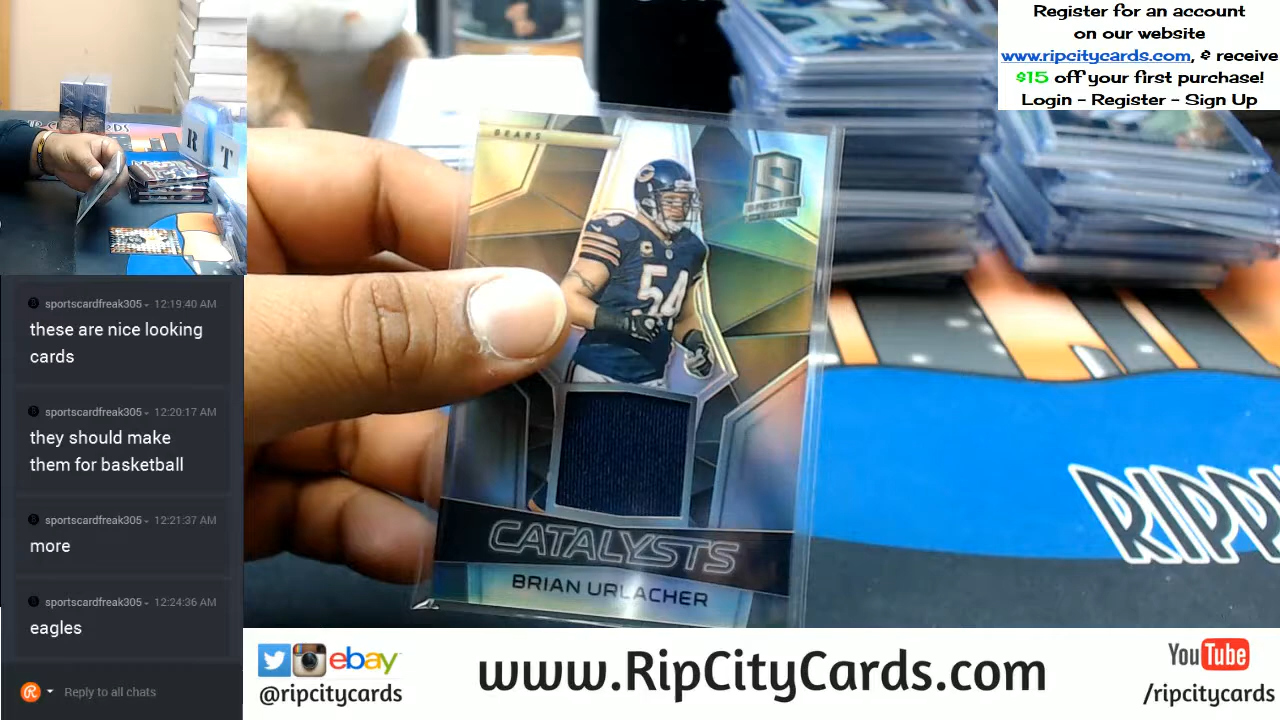 Register for an account
on our website
www.ripcitycards.com, & receive
$15 off your first purchase!
Login - Register - Sign Up
R
T
BEARS
S
SPECTRA
54
54
CATALYSTS
BRIAN URLACHER
RIPPI
sportscardfreak305 12:19:40 AM
these are nice looking
cards
sportscardfreak305 12:20:17 AM
they should make
them for basketball
sportscardfreak305 12:21:37 AM
more
sportscardfreak305 12:24:36 AM
eagles
Reply to all chats
ebay
@ripcitycards
www.RipCityCards.com
YouTube
/ripcitycards